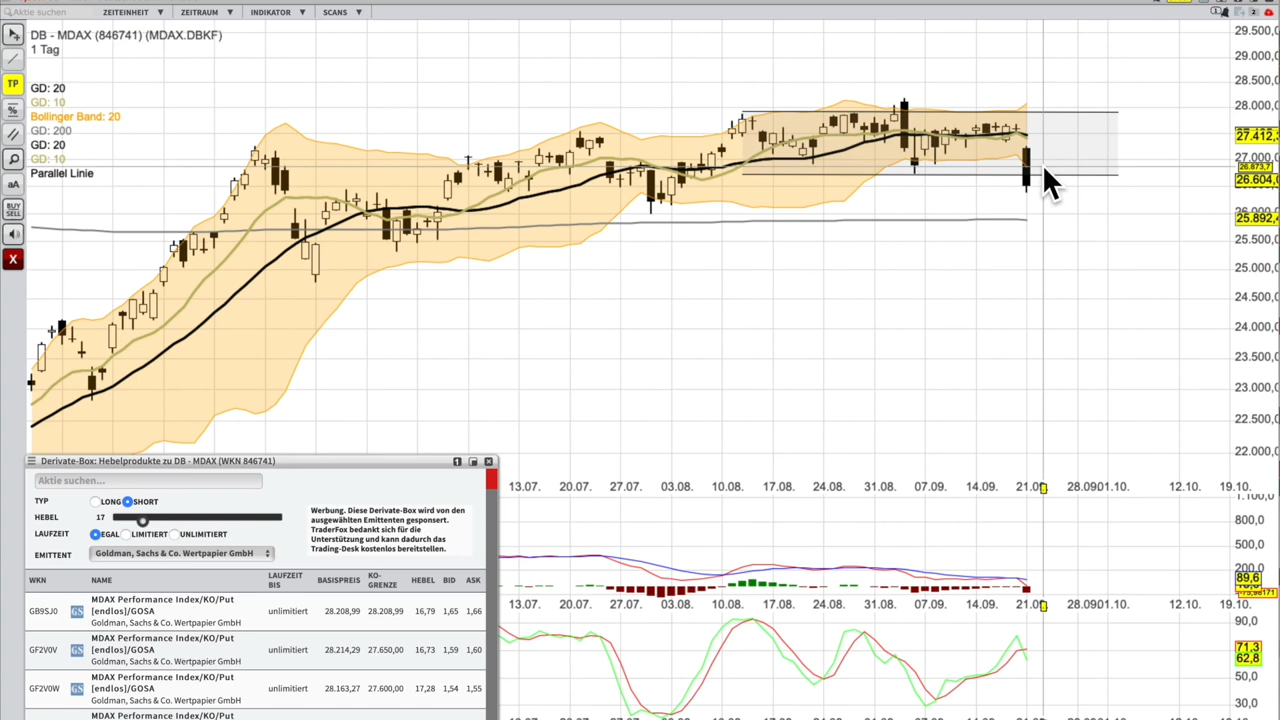 Aktie suchen
ZEITEINHEIT ▼ ZEITRAUM ▼ INDIKATOR ▼ SCANS ▼
DB - MDAX (846741) (MDAX.DBKF)
1 Tag
GD: 20
GD: 10
Bollinger Band: 20
GD: 200
GD: 20
GD: 10
Parallel Linie
TP
%
aA
BUY
SELL
X
29.500,0
29.000,0
28.500,0
28.000,0
27.412,
27.000,0
26.873,7
26.604,0
25.892,4
25.500,0
25.000,0
24.500,0
24.000,0
23.500,0
23.000,0
22.500,0
22.000,0
13.07. 20.07. 27.07. 03.08. 10.08. 17.08. 24.08. 31.08. 07.09. 14.09. 28.09 01.10. 12.10. 19.10.
800,0
500,0
200,0
89,6
13.07. 20.07. 27.07. 03.08. 10.08. 17.08. 24.08. 31.08. 07.09. 14.09. 28.09 01.10. 12.10. 19.10.
90,0
71,3
62,8
50,0
30,0
Derivate-Box: Hebelprodukte zu DB - MDAX (WKN 846741)
Aktie suchen...
TYP LONG SHORT
HEBEL 17
LAUFZEIT EGAL LIMITIERT UNLIMITIERT
EMITTENT Goldman, Sachs & Co. Wertpapier GmbH
Werbung. Diese Derivate-Box wird von den
ausgewählten Emittenten gesponsert.
TraderFox bedankt sich für die
Unterstützung und kann dadurch das
Trading-Desk kostenlos bereitstellen.
WKN NAME LAUFZEIT BIS BASISPREIS KO-GRENZE HEBEL BID ASK
MDAX Performance Index/KO/Put
GB9SJ0 GS [endlos]/GOSA unlimitiert 28.208,99 28.208,99 16,79 1,65 1,66
Goldman, Sachs & Co. Wertpapier GmbH
MDAX Performance Index/KO/Put
GF2V0V GS [endlos]/GOSA unlimitiert 28.214,29 27.650,00 16,73 1,59 1,60
Goldman, Sachs & Co. Wertpapier GmbH
MDAX Performance Index/KO/Put
GF2V0W GS [endlos]/GOSA unlimitiert 28.163,27 27.600,00 17,28 1,54 1,55
Goldman, Sachs & Co. Wertpapier GmbH
MDAX Performance Index/KO/Put